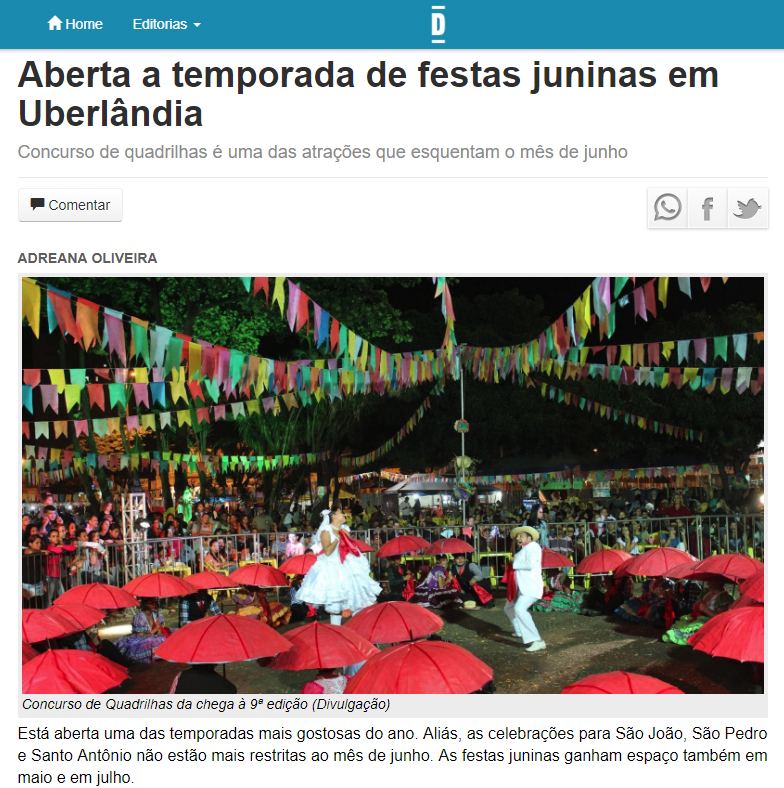 Home Editorias D
Aberta a temporada de festas juninas em
Uberlândia
Concurso de quadrilhas é uma das atrações que esquentam o mês de junho
Comentar
ADREANA OLIVEIRA
Concurso de Quadrilhas da chega à 9ª edição (Divulgação)
Está aberta uma das temporadas mais gostosas do ano. Aliás, as celebrações para São João, São Pedro
e Santo Antônio não estão mais restritas ao mês de junho. As festas juninas ganham espaço também em
maio e em julho.